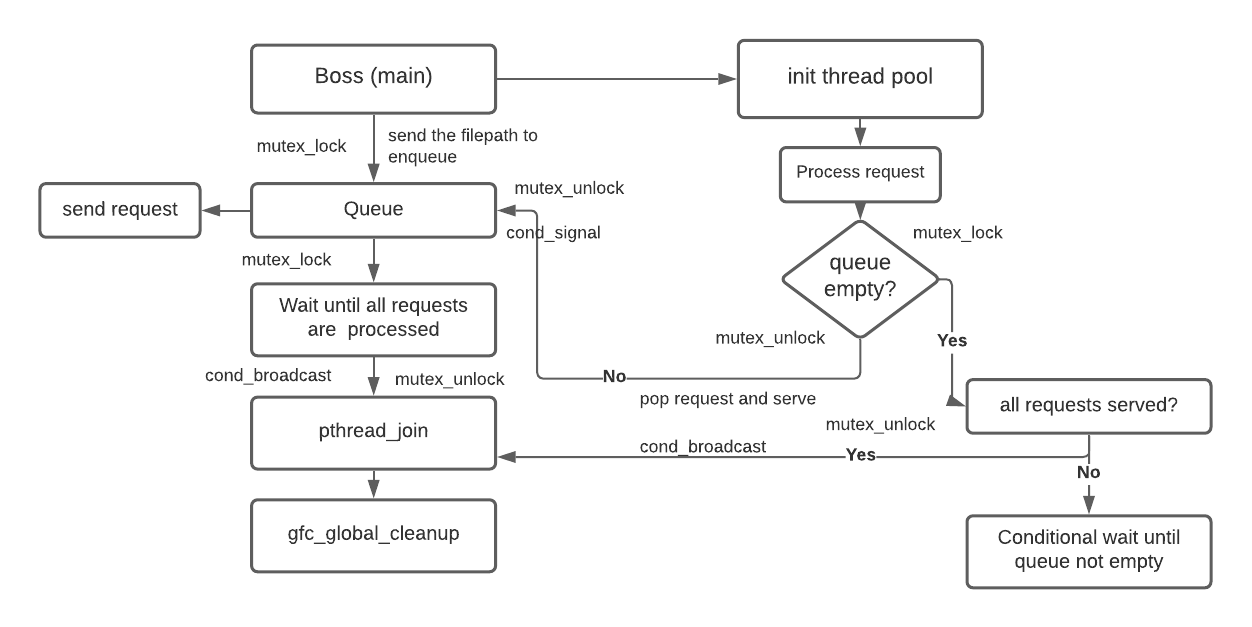 Boss (main)
init thread pool
mutex_lock
send the filepath to
enqueue
Process request
mutex_unlock
send request
Queue
cond_signal
mutex_lock
mutex_lock
queue
empty?
Wait until all requests
are processed
mutex_unlock
Yes
cond_broadcast
mutex_unlock
No
pop request and serve
all requests served?
mutex_unlock
pthread_join
cond_broadcast
Yes
No
gfc_global_cleanup
Conditional wait until
queue not empty